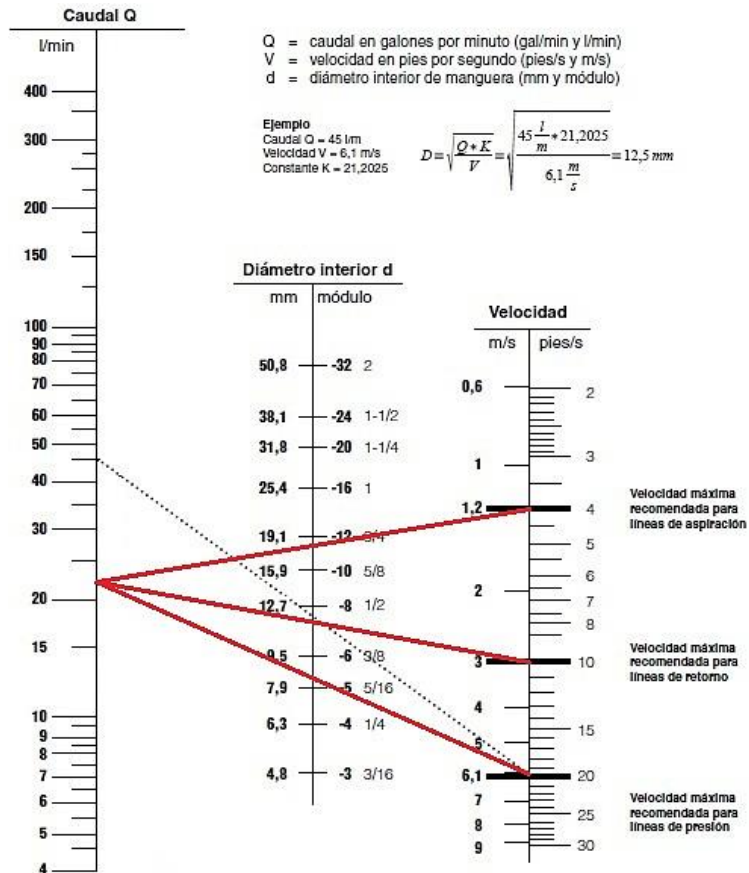 Caudal Q
l/min
400
300
200
150
100
90
80
70
60
50
40
30
20
15
10
9
8
7
6
5
4
Q = caudal en galones por minuto (gal/min y l/min)
V = velocidad en pies por segundo (pies/s y m/s)
d = diámetro interior de manguera (mm y módulo)
Ejemplo
Caudal Q = 45 l/m
Velocidad V = 6,1 m/s
Constante K = 21,2025
D=√(Q*K/V)=√(45 l/m *21,2025 / 6,1 m/s)=12,5 mm
Diámetro interior d
mm módulo
50,8 -32 2
38,1 -24 1-1/2
31,8 -20 1-1/4
25,4 -16 1
19,1 -12 3/4
15,9 -10 5/8
12,7 -8 1/2
9,5 -6 3/8
7,9 -5 5/16
6,3 -4 1/4
4,8 -3 3/16
Velocidad
m/s pies/s
0,6 2
3
1
1,2 4
5
6
2
7
8
3 10
4
15
5
6,1 20
7
25
8
9 30
Velocidad máxima
recomendada para
líneas de aspiración
Velocidad máxima
recomendada para
líneas de retorno
Velocidad máxima
recomendada para
líneas de presión